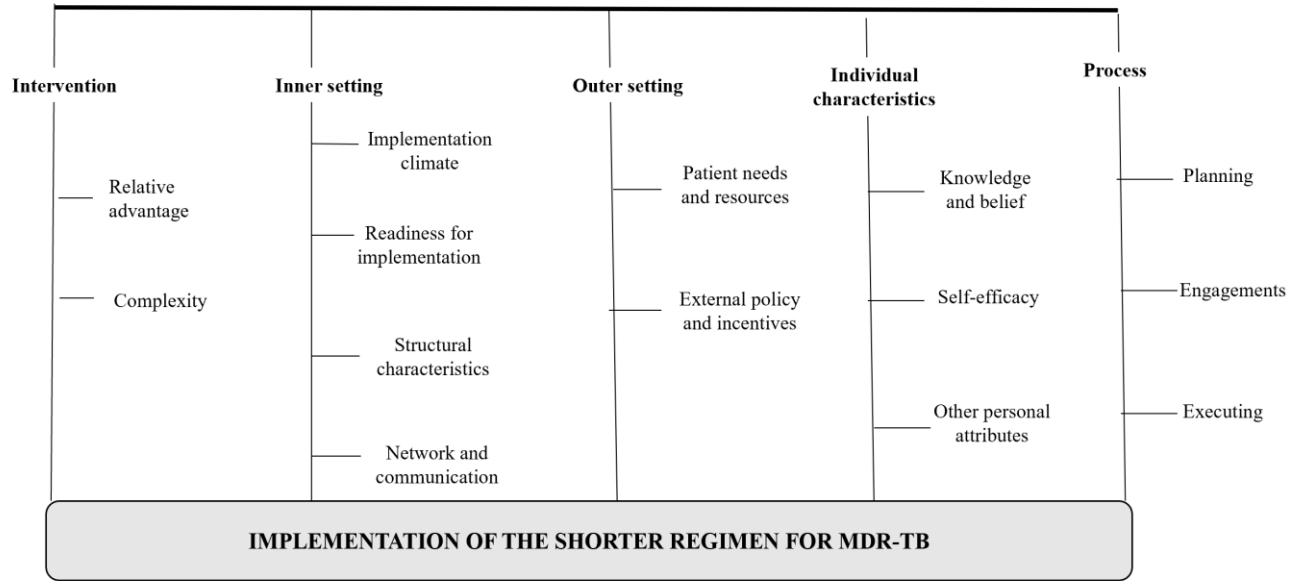 Intervention
Relative
advantage
Complexity
Inner setting
Implementation
climate
Readiness for
implementation
Structural
characteristics
Network and
communication
Outer setting
Patient needs
and resources
External policy
and incentives
Individual
characteristics
Knowledge
and belief
Self-efficacy
Other personal
attributes
Process
Planning
Engagements
Executing
IMPLEMENTATION OF THE SHORTER REGIMEN FOR MDR-TB